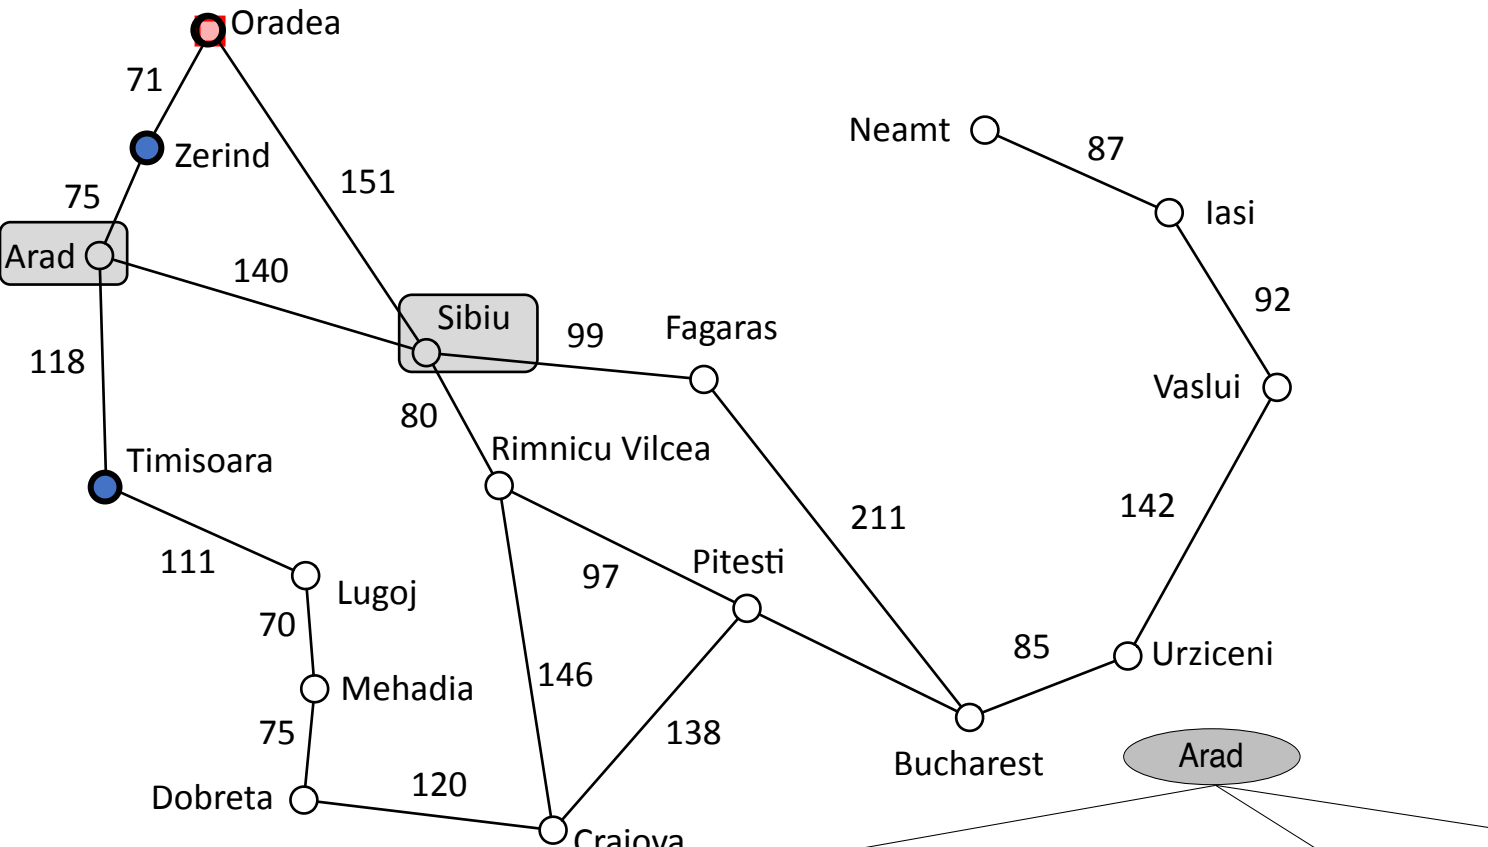 Oradea
71
Neamt
87
Zerind
151
75
Iasi
Arad
140
92
Sibiu
99
Fagaras
118
Vaslui
80
Rimnicu Vilcea
Timisoara
142
211
111
97
Pitesti
Lugoj
70
85
Urziceni
146
Mehadia
75
138
Bucharest
Arad
Dobreta
120
Craiova